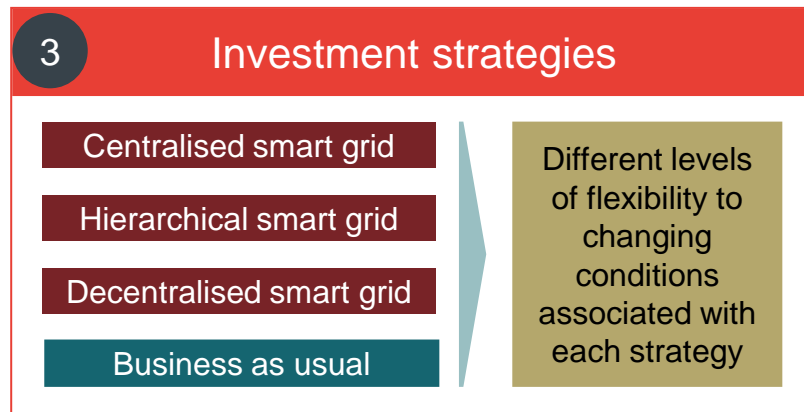 3
Investment strategies
Centralised smart grid
Hierarchical smart grid
Decentralised smart grid
Business as usual
Different levels
of flexibility to
changing
conditions
associated with
each strategy